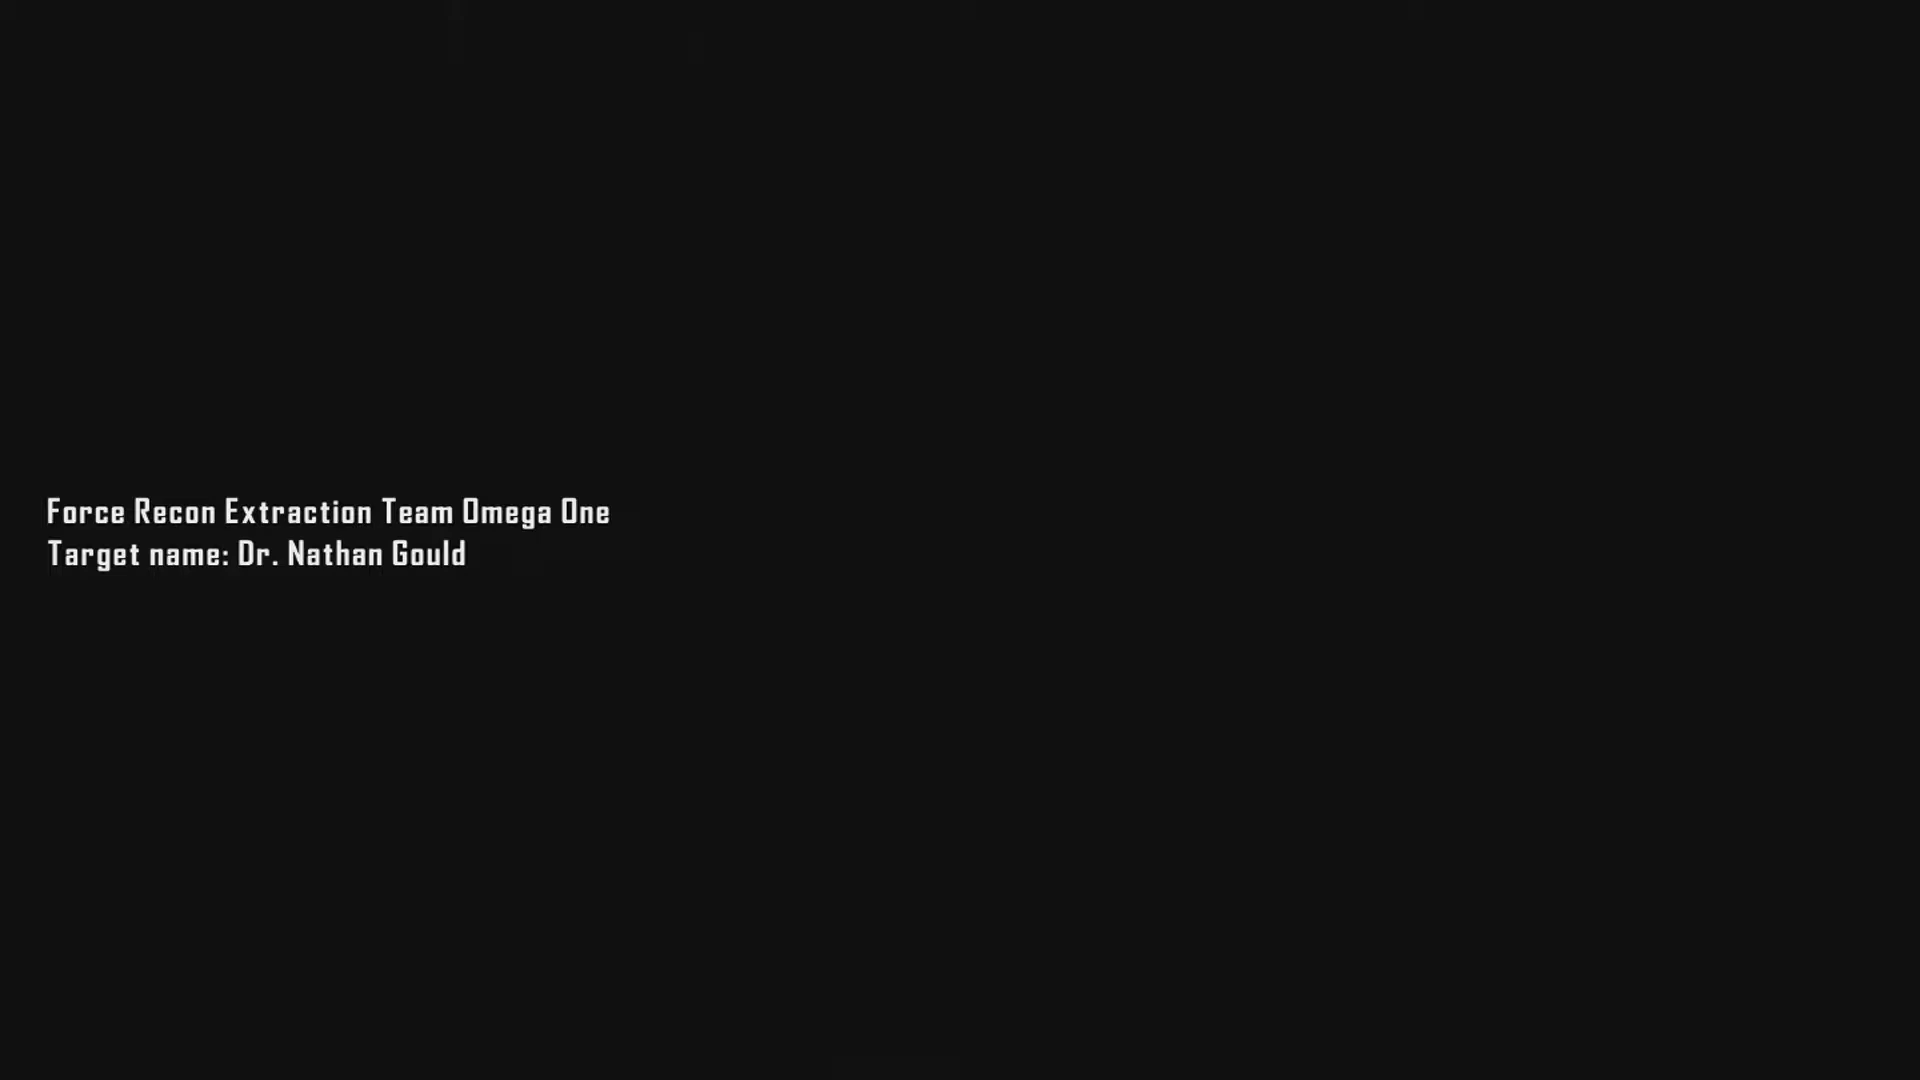 Force Recon Extraction Team Omega One
Target name: Dr. Nathan Gould